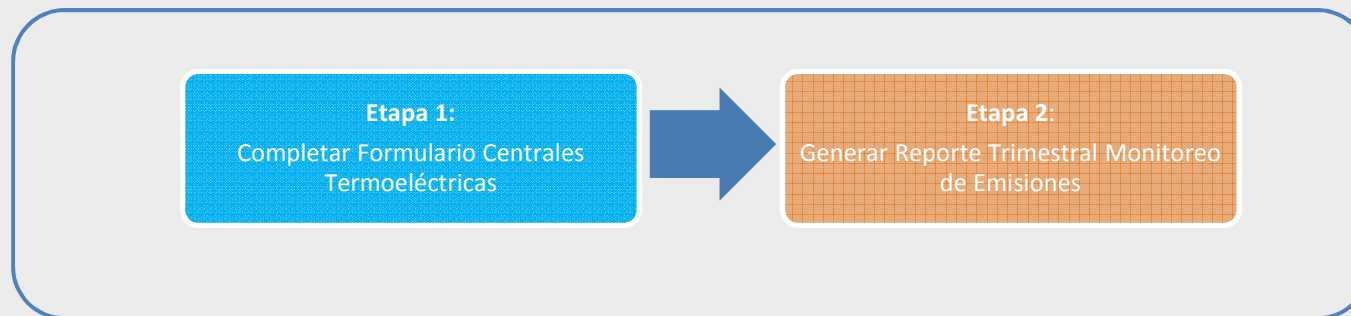 Etapa 1:
Completar Formulario Centrales
Termoeléctricas
Etapa 2:
Generar Reporte Trimestral Monitoreo
de Emisiones